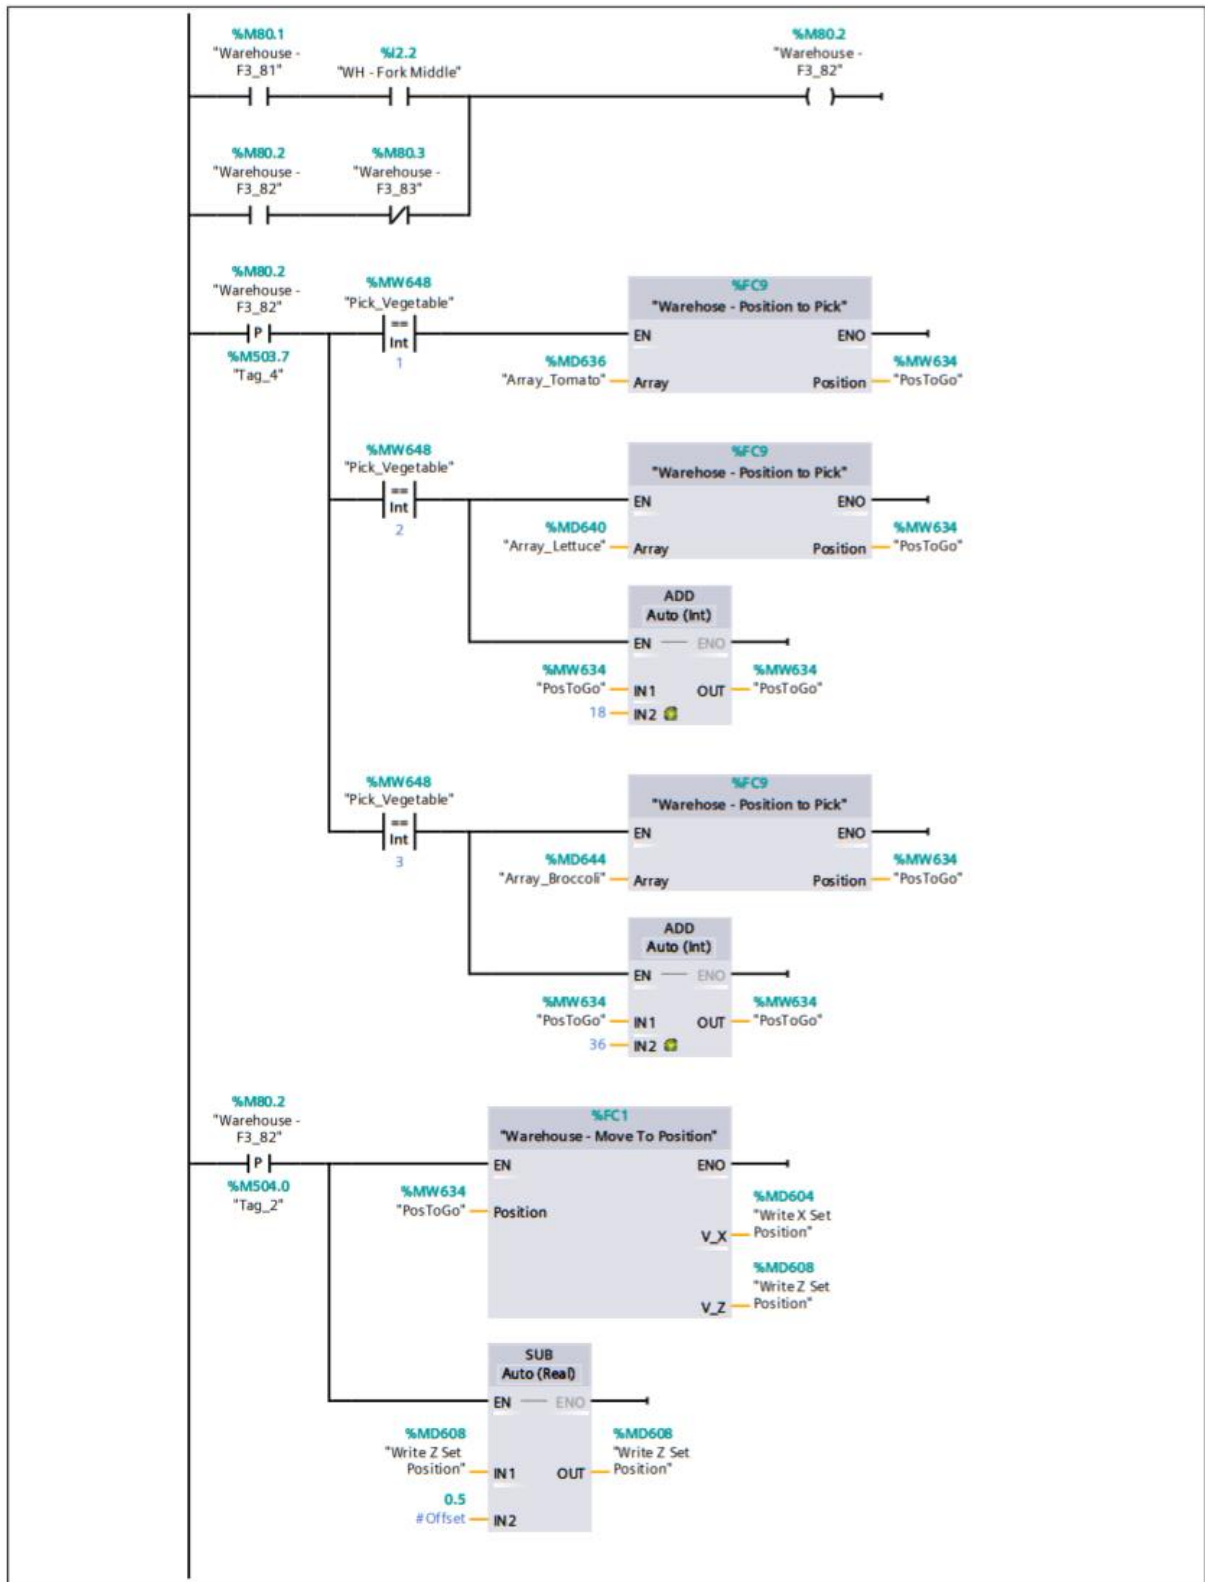 %M80.1
"Warehouse -
F3_81"
%I2.2
"WH - Fork Middle"
%M80.2
"Warehouse -
F3_82"
%M80.2
"Warehouse -
F3_82"
%M80.3
"Warehouse -
F3_83"
%M80.2
"Warehouse -
F3_82"
P
%M503.7
"Tag_4"
%MW648
"Pick_Vegetable"
==
Int
1
%FC9
"Warehose - Position to Pick"
EN
ENO
%MD636
"Array_Tomato"
Array
Position
%MW634
"PosToGo"
%MW648
"Pick_Vegetable"
==
Int
2
%FC9
"Warehose - Position to Pick"
EN
ENO
%MD640
"Array_Lettuce"
Array
Position
%MW634
"PosToGo"
ADD
Auto (Int)
EN
ENO
%MW634
"PosToGo"
IN1
OUT
%MW634
"PosToGo"
18
IN2
%MW648
"Pick_Vegetable"
==
Int
3
%FC9
"Warehose - Position to Pick"
EN
ENO
%MD644
"Array_Broccoli"
Array
Position
%MW634
"PosToGo"
ADD
Auto (Int)
EN
ENO
%MW634
"PosToGo"
IN1
OUT
%MW634
"PosToGo"
36
IN2
%M80.2
"Warehouse -
F3_82"
P
%M504.0
"Tag_2"
%FC1
"Warehouse - Move To Position"
EN
ENO
%MW634
"PosToGo"
Position
V_X
%MD604
"Write X Set
Position"
V_Z
%MD608
"Write Z Set
Position"
SUB
Auto (Real)
EN
ENO
%MD608
"Write Z Set
Position"
IN1
OUT
%MD608
"Write Z Set
Position"
0.5
#Offset
IN2